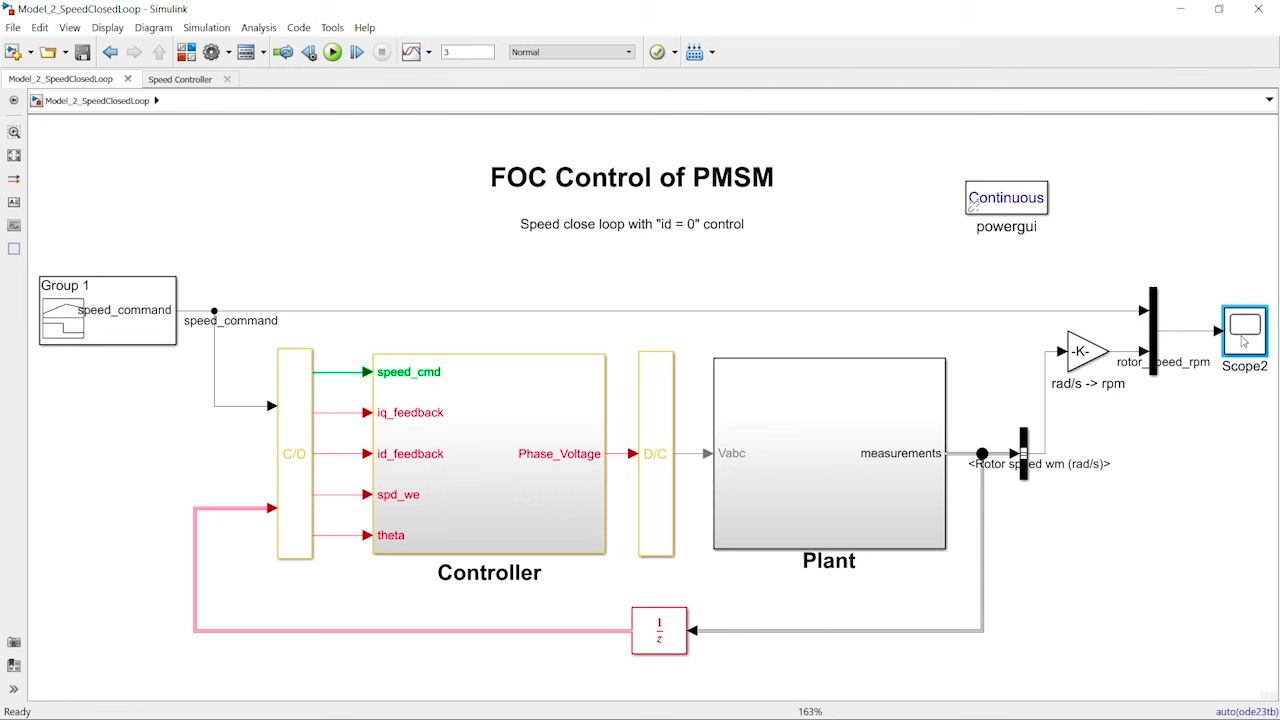 Model_2_SpeedClosedLoop - Simulink
File Edit View Display Diagram Simulation Analysis Code Tools Help
3 Normal
Model_2_SpeedClosedLoop Speed Controller
Model_2_SpeedClosedLoop
FOC Control of PMSM
Speed close loop with "id = 0" control
Continuous
powergui
Group 1
speed_command
speed_command
-K-
rotor_speed_rpm
rad/s -> rpm
Scope2
C/D
speed_cmd
iq_feedback
id_feedback
spd_we
theta
Phase_Voltage
Controller
D/C
Vabc
measurements
Plant
<Rotor speed wm (rad/s)>
1
z
Ready 163% auto(ode23tb)